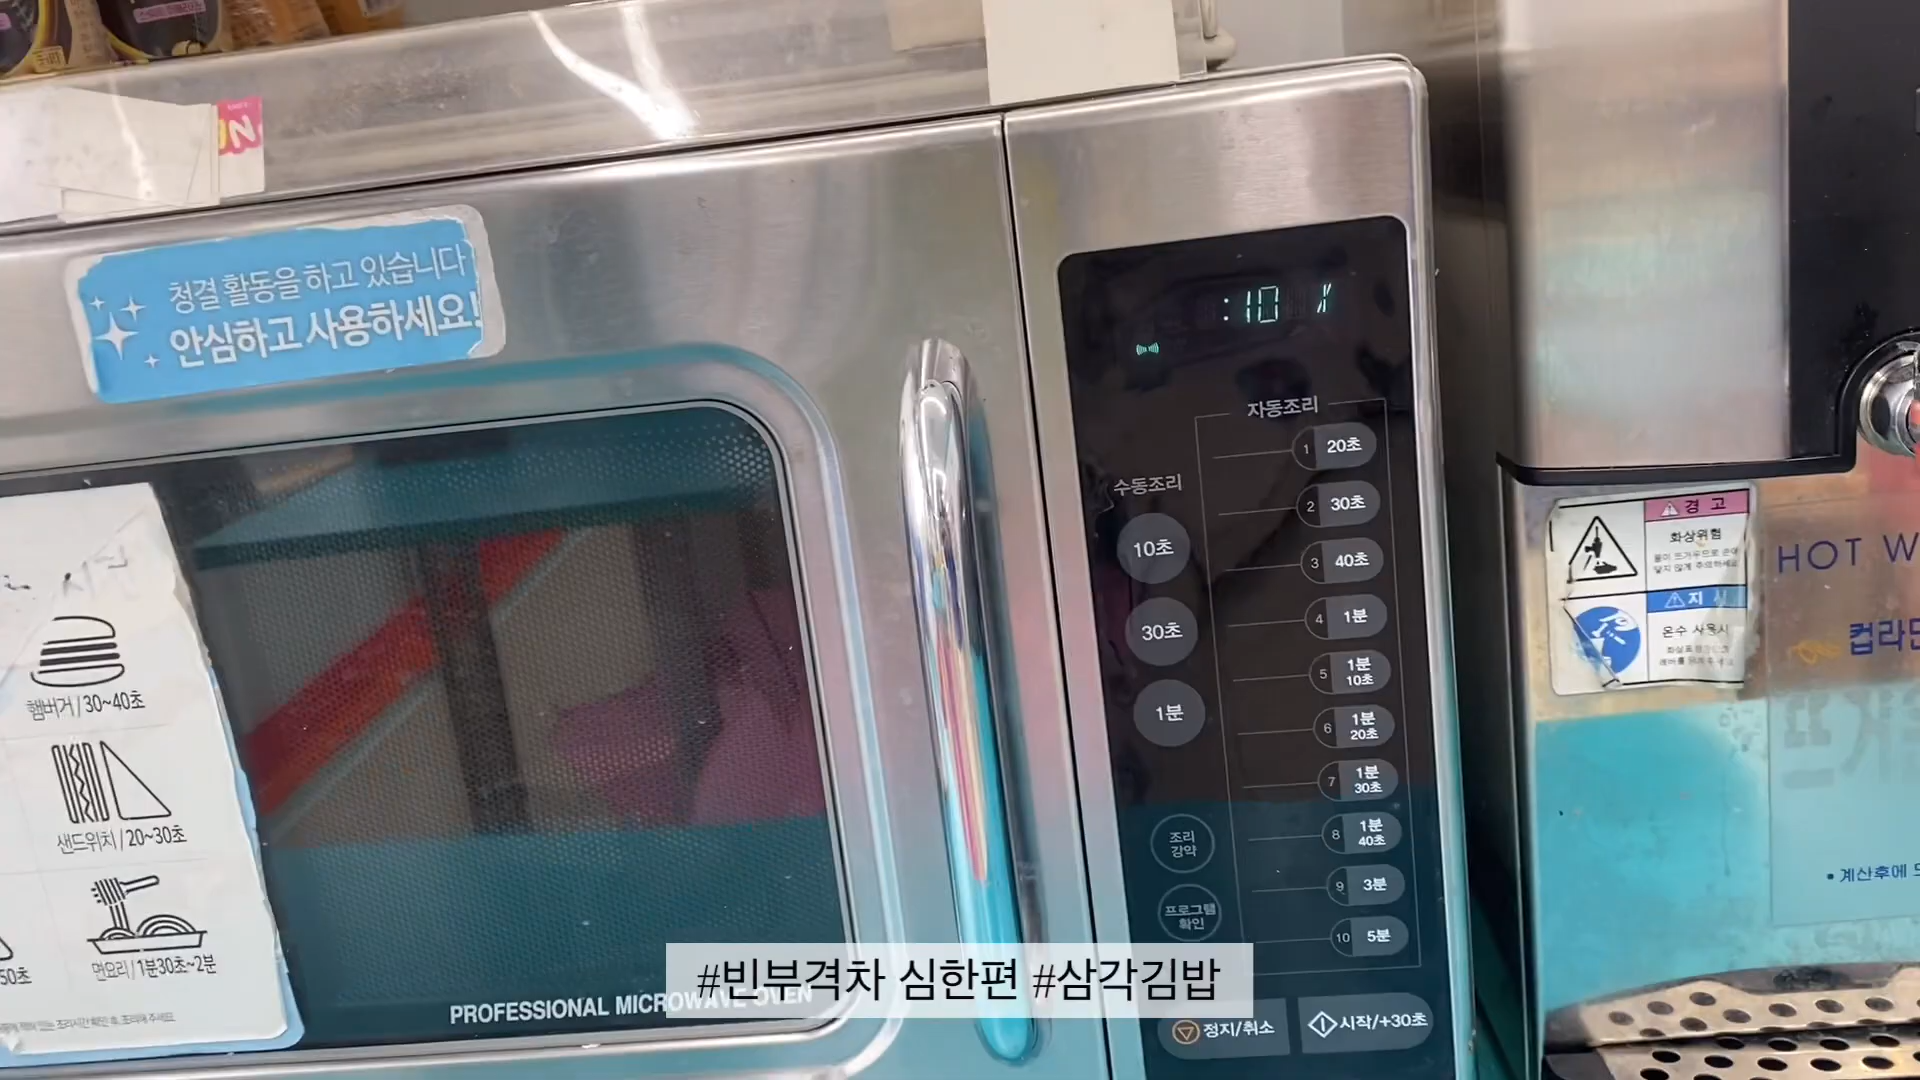 청결 활동을 하고 있습니다
안심하고 사용하세요!
:10
자동조리
수동조리
1 20초
2 30초
3 40초
4 1분
5 1분 10초
6 1분 20초
7 1분 30초
8 1분 40초
9 3분
10 5분
10초
30초
1분
조리
강약
프로그램
확인
정지/취소
시작/+30초
햄버거/30~40초
샌드위치/20~30초
50초
면요리/1분30초~2분
PROFESSIONAL MICROWAVE OVEN
경고
화상위험
지시
온수 사용시
HOT W
컵라면
• 계산후에
#빈부격차 심한편 #삼각김밥